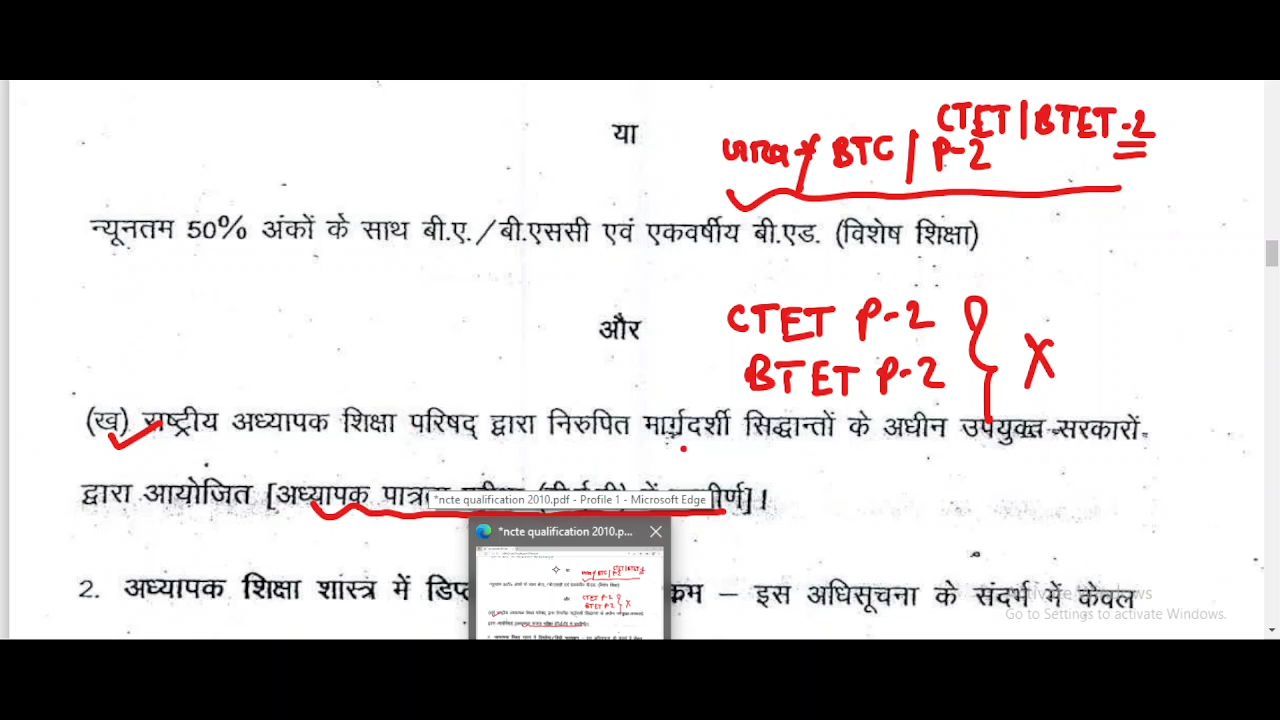 CTET | BTET-2
या
BTC | P-2
न्यूनतम 50% अंकों के साथ बी.ए./बी.एससी एवं एकवर्षीय बी.एड. (विशेष शिक्षा)
CTET P-2
और
X
BTET P-2
(ख) राष्ट्रीय अध्यापक शिक्षा परिषद् द्वारा निरुपित मार्ग्रदर्शी सिद्धान्तों के अधीन उपयुक्त सरकारों
द्वारा आयोजित [अध्यापक
*ncte qualification 2010.pdf - Profile 1 - Microsoft Edge
*ncte qualification 2010.p...
2. अध्यापक शिक्षा शास्त्र में – इस अधिसूचना के संदर्भ में केवल
Go to Settings to activate Windows.